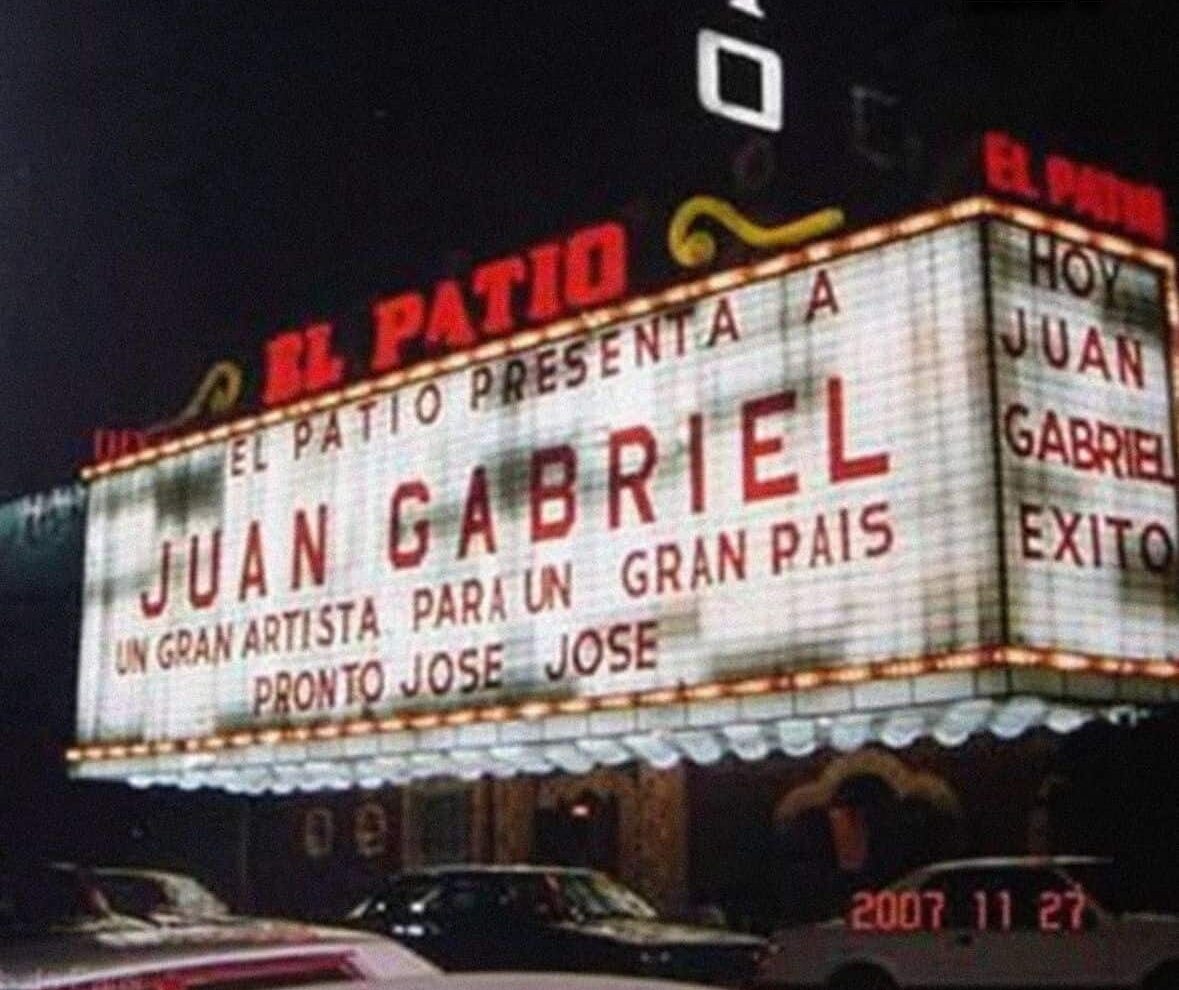 EL PATIO
EL PATIO PRESENTA A
JUAN GABRIEL
UN GRAN ARTISTA PARA UN GRAN PAIS
PRONTO JOSE JOSE
EL PATIO
HOY
JUAN
GABRIEL
EXITO
2007 11 27